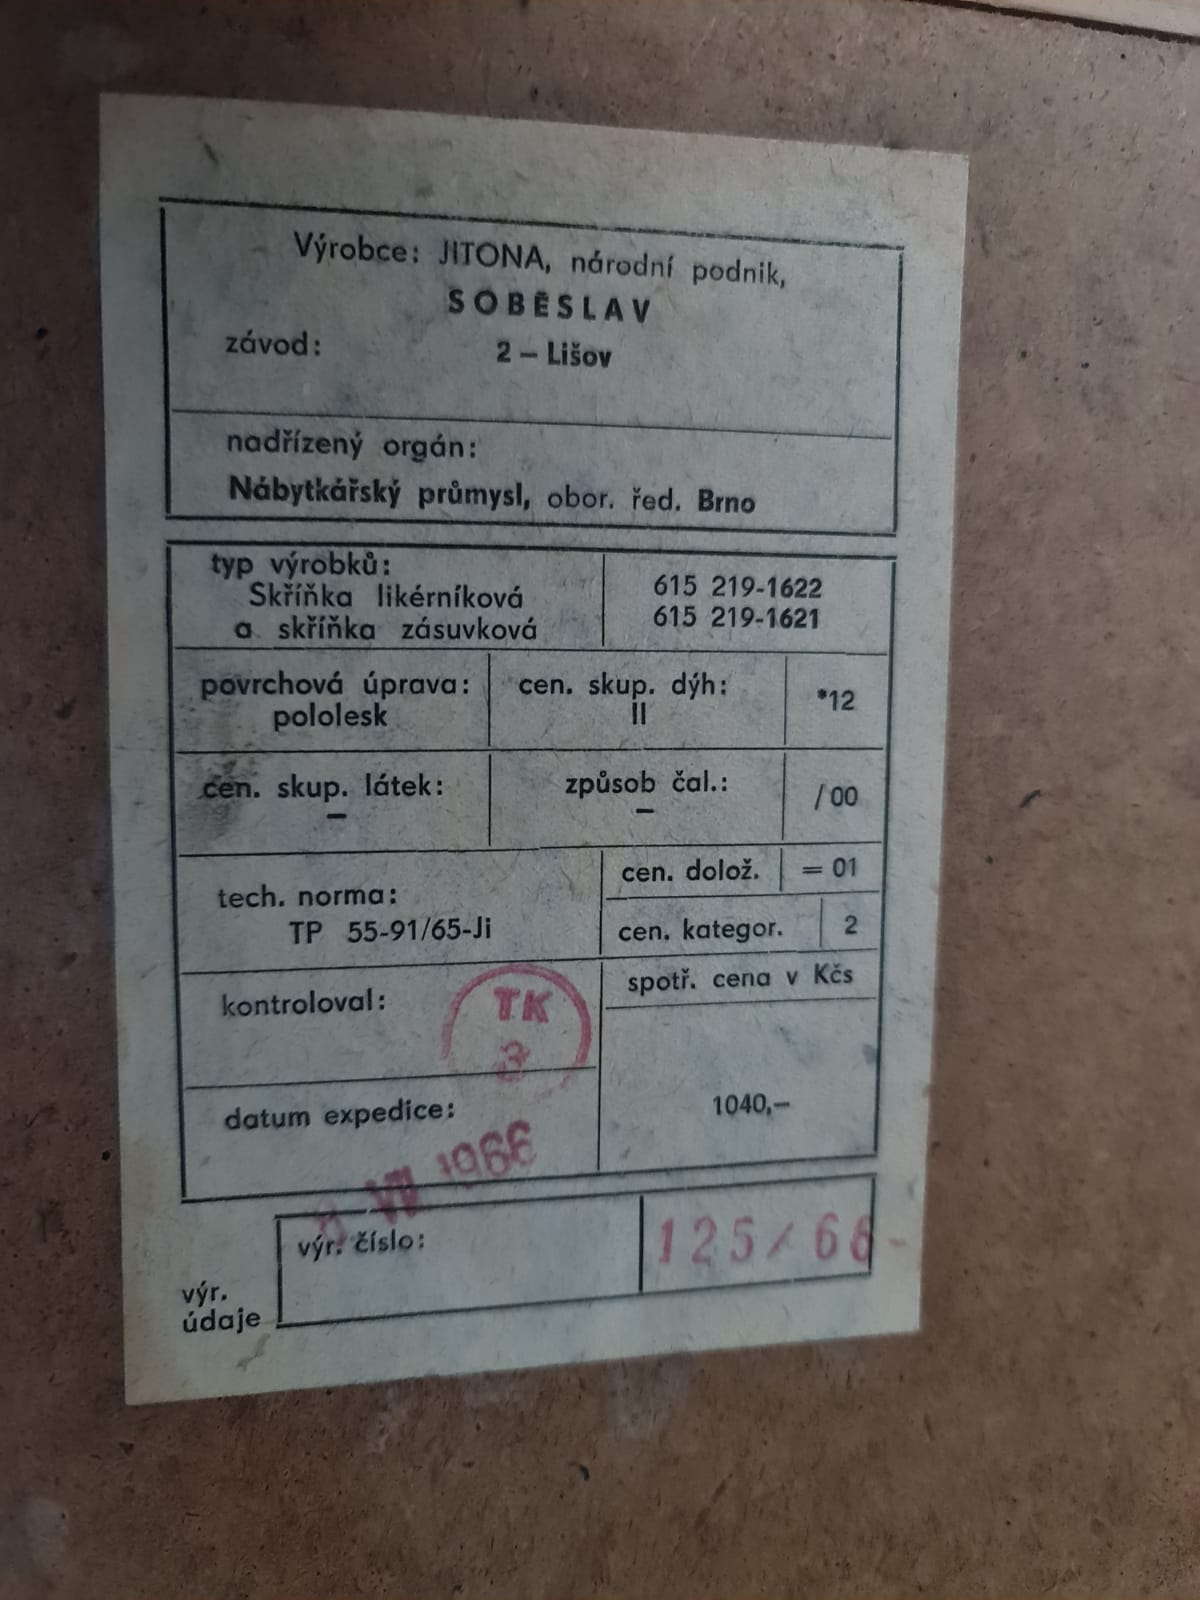 Výrobce: JITONA, národní podnik,
SOBĚSLAV
závod: 2 – Lišov
nadřízený orgán:
Nábytkářský průmysl, obor. řed. Brno
typ výrobků:
Skříňka likérníková 615 219-1622
a skříňka zásuvková 615 219-1621
povrchová úprava: cen. skup. dýh: *12
pololesk II
cen. skup. látek: způsob čal.: /00
– –
cen. dolož. = 01
tech. norma:
TP 55-91/65-Ji cen. kategor. 2
spotř. cena v Kčs
kontroloval: TK
3
datum expedice: 1040,–
VII 1966
výr. číslo: 125/66-
výr.
údaje